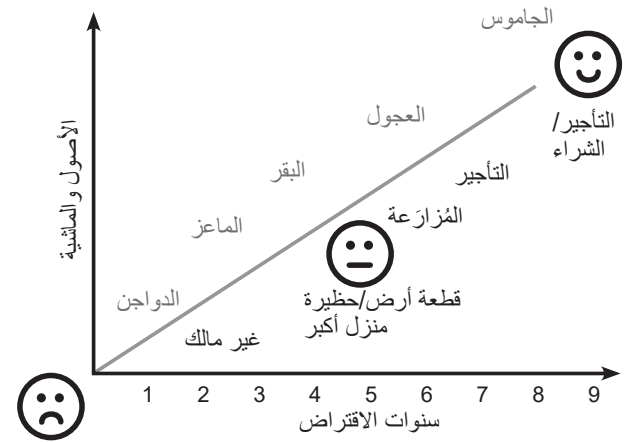 الجاموس
التأجير/
الشراء
العجول
التأجير
البقر
المُزارَعة
الماعز
قطعة أرض/حظيرة
منزل أكبر
الدواجن
غير مالك
الأصول والماشية
1 2 3 4 5 6 7 8 9
سنوات الاقتراض